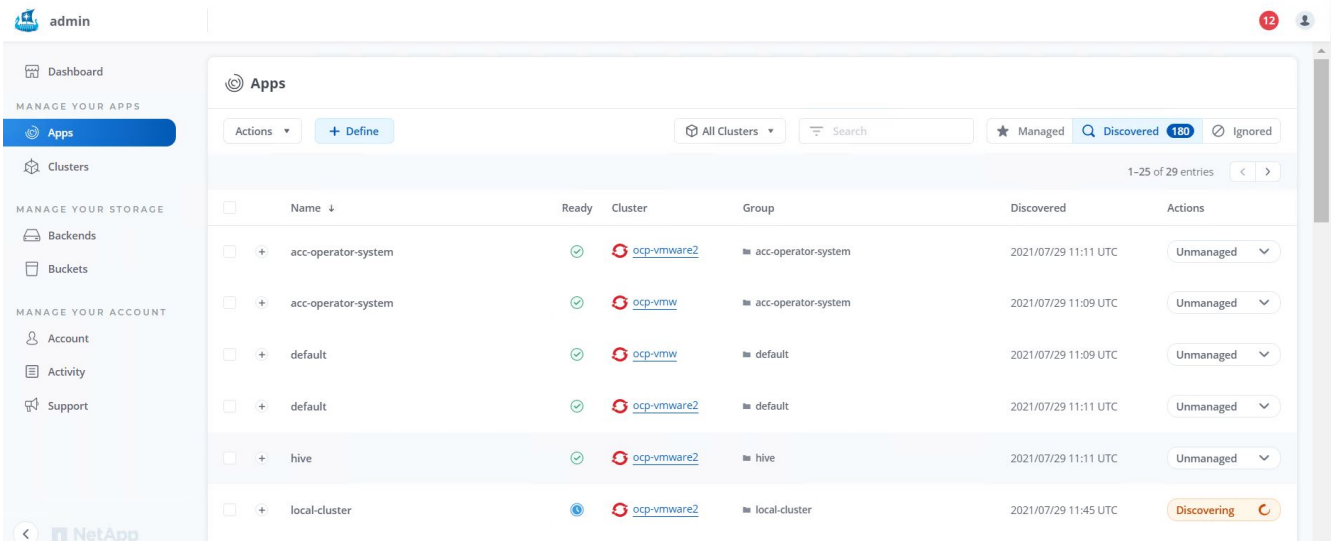 admin
12
Dashboard
MANAGE YOUR APPS
Apps
Clusters
MANAGE YOUR STORAGE
Backends
Buckets
MANAGE YOUR ACCOUNT
Account
Activity
Support
NetApp
Apps
Actions
+ Define
All Clusters
Search
Managed
Discovered 180
Ignored
1–25 of 29 entries
Name ↓ Ready Cluster Group Discovered Actions
acc-operator-system ocp-vmware2 acc-operator-system 2021/07/29 11:11 UTC Unmanaged
acc-operator-system ocp-vmw acc-operator-system 2021/07/29 11:09 UTC Unmanaged
default ocp-vmw default 2021/07/29 11:09 UTC Unmanaged
default ocp-vmware2 default 2021/07/29 11:11 UTC Unmanaged
hive ocp-vmware2 hive 2021/07/29 11:11 UTC Unmanaged
local-cluster ocp-vmware2 local-cluster 2021/07/29 11:45 UTC Discovering